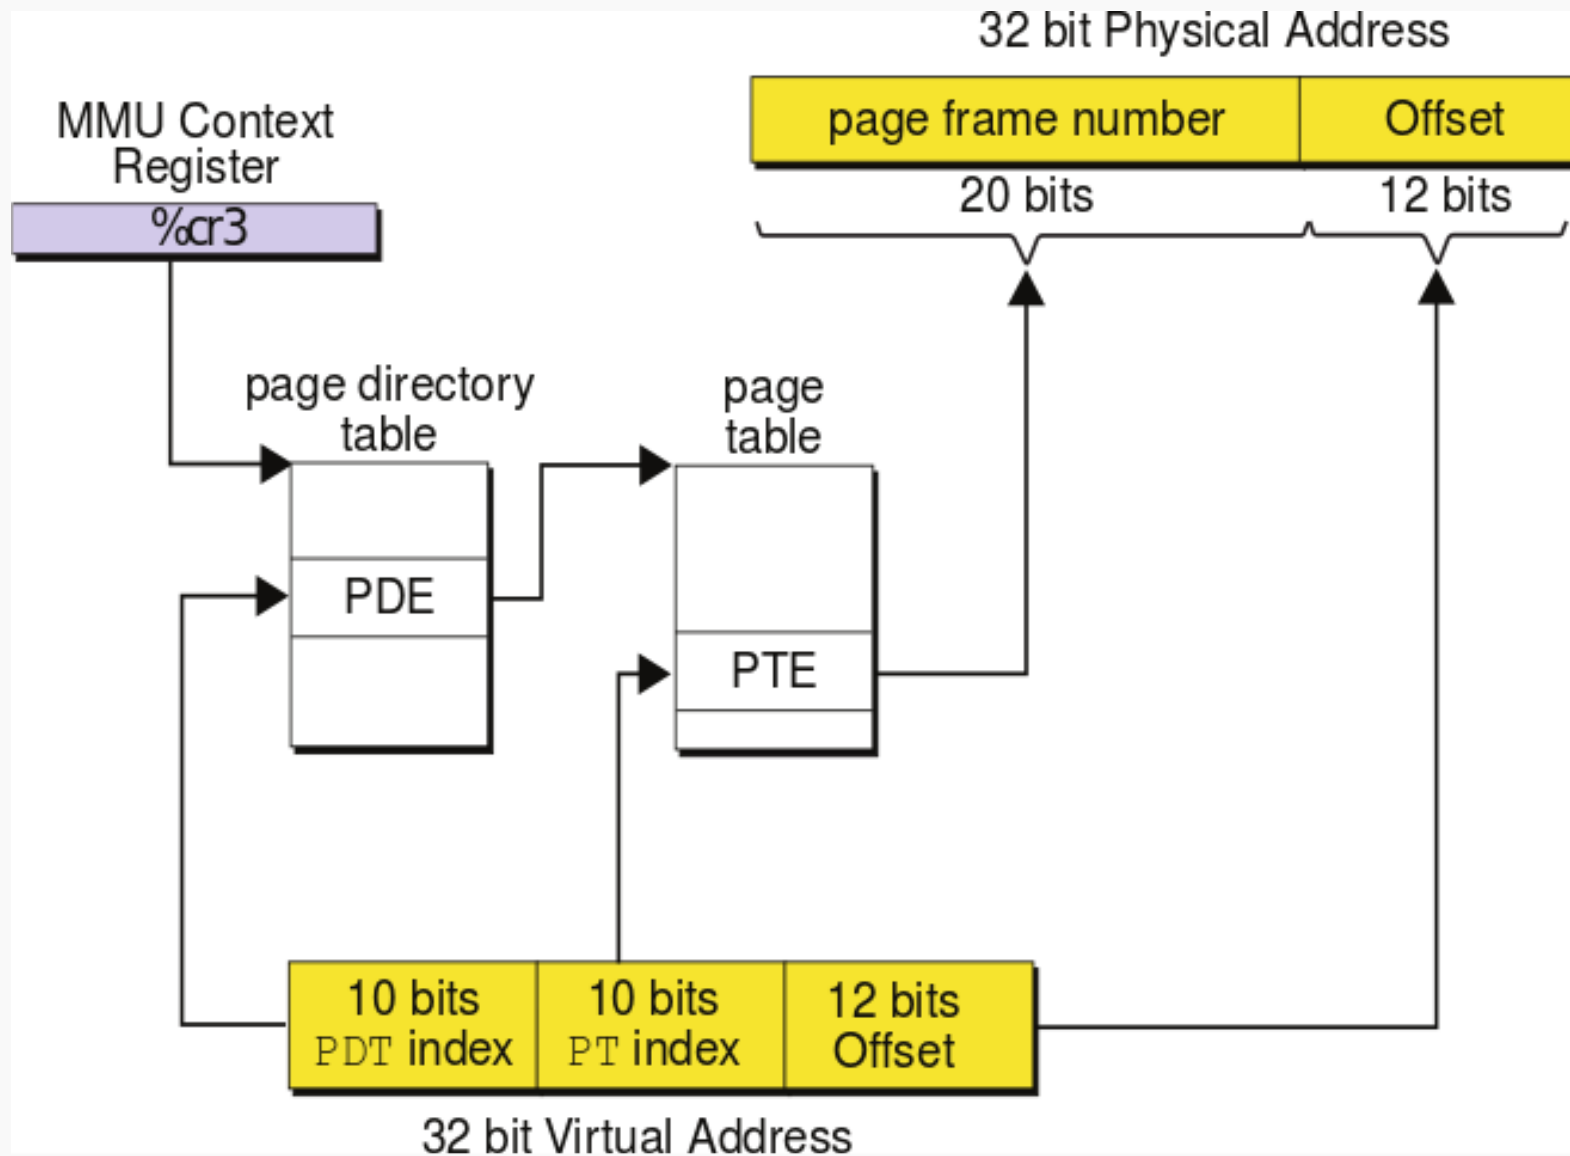 32 bit Physical Address
page frame number
Offset
20 bits
12 bits
MMU Context
Register
%cr3
page directory
table
page
table
PDE
PTE
10 bits
PDT index
10 bits
PT index
12 bits
Offset
32 bit Virtual Address